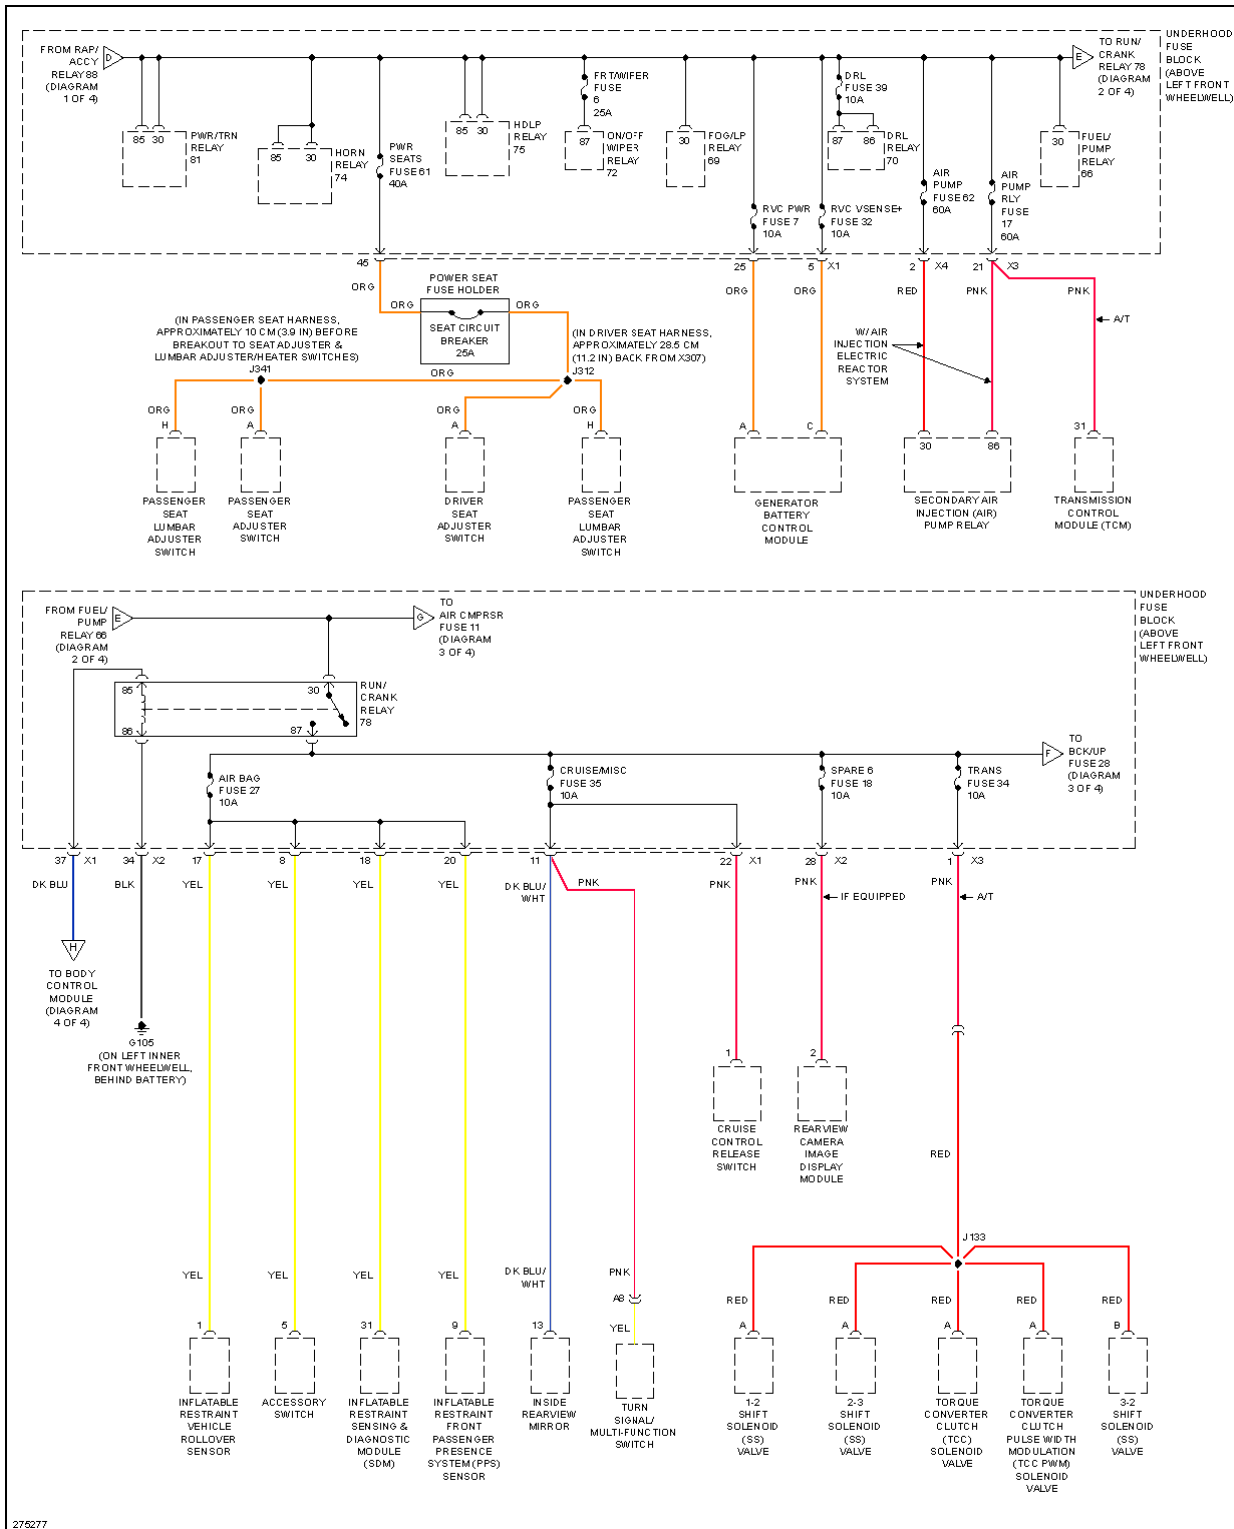 FROM RAP/
ACCY
RELAY 88
(DIAGRAM
1 OF 4)
D
E
TO RUN/
CRANK
RELAY 78
(DIAGRAM
2 OF 4)
UNDERHOOD
FUSE
BLOCK
(ABOVE
LEFT FRONT
WHEELWELL)
85 30
PWR/TRN
RELAY
81
85 30
HORN
RELAY
74
PWR
SEATS
FUSE 61
40A
85 30
HDLP
RELAY
75
FRT/WIFER
FUSE
6
25A
87
ON/OFF
WIPER
RELAY
72
30
FOG/LP
RELAY
69
DRL
FUSE 39
10A
87 86
DRL
RELAY
70
RVC PWR
FUSE 7
10A
RVC VSENSE+
FUSE 32
10A
AIR
PUMP
FUSE 62
60A
AIR
PUMP
RLY
FUSE
17
60A
30
FUEL/
PUMP
RELAY
66
45
25
5 X1
2 X4
21 X3
ORG
ORG
ORG
RED
PNK
PNK
POWER SEAT
FUSE HOLDER
ORG
ORG
SEAT CIRCUIT
BREAKER
25A
(IN PASSENGER SEAT HARNESS,
APPROXIMATELY 10 CM (3.9 IN) BEFORE
BREAKOUT TO SEAT ADJUSTER &
LUMBAR ADJUSTER/HEATER SWITCHES)
J341
ORG
(IN DRIVER SEAT HARNESS,
APPROXIMATELY 28.5 CM
(11.2 IN) BACK FROM X307)
J312
W/ AIR
INJECTION
ELECTRIC
REACTOR
SYSTEM
A/T
ORG
H
ORG
A
ORG
A
ORG
H
A
C
30
86
31
PASSENGER
SEAT
LUMBAR
ADJUSTER
SWITCH
PASSENGER
SEAT
ADJUSTER
SWITCH
DRIVER
SEAT
ADJUSTER
SWITCH
PASSENGER
SEAT
LUMBAR
ADJUSTER
SWITCH
GENERATOR
BATTERY
CONTROL
MODULE
SECONDARY AIR
INJECTION (AIR)
PUMP RELAY
TRANSMISSION
CONTROL
MODULE (TCM)
FROM FUEL/
PUMP
RELAY 66
(DIAGRAM
2 OF 4)
E
G
TO
AIR CMPRSR
FUSE 11
(DIAGRAM
3 OF 4)
UNDERHOOD
FUSE
BLOCK
(ABOVE
LEFT FRONT
WHEELWELL)
85
30
86
87
RUN/
CRANK
RELAY
78
AIR BAG
FUSE 27
10A
CRUISE/MISC
FUSE 35
10A
SPARE 6
FUSE 18
10A
TRANS
FUSE 34
10A
F
TO
BCK/UP
FUSE 28
(DIAGRAM
3 OF 4)
37 X1
34 X2
17
8
18
20
11
22 X1
28 X2
1 X3
DK BLU
BLK
YEL
YEL
YEL
YEL
DK BLU/
WHT
PNK
PNK
PNK
IF EQUIPPED
PNK
A/T
H
TO BODY
CONTROL
MODULE
(DIAGRAM
4 OF 4)
G105
(ON LEFT INNER
FRONT WHEELWELL,
BEHIND BATTERY)
1
CRUISE
CONTROL
RELEASE
SWITCH
2
REARVIEW
CAMERA
IMAGE
DISPLAY
MODULE
RED
J133
YEL
YEL
YEL
YEL
DK BLU/
WHT
PNK
A8
YEL
RED
RED
RED
RED
RED
1
5
31
9
13
A
A
A
A
B
INFLATABLE
RESTRAINT
VEHICLE
ROLLOVER
SENSOR
ACCESSORY
SWITCH
INFLATABLE
RESTRAINT
SENSING &
DIAGNOSTIC
MODULE
(SDM)
INFLATABLE
RESTRAINT
FRONT
PASSENGER
PRESENCE
SYSTEM (PPS)
SENSOR
INSIDE
REARVIEW
MIRROR
TURN
SIGNAL/
MULTI-FUNCTION
SWITCH
1-2
SHIFT
SOLENOID
(SS)
VALVE
2-3
SHIFT
SOLENOID
(SS)
VALVE
TORQUE
CONVERTER
CLUTCH
(TCC)
SOLENOID
VALVE
TORQUE
CONVERTER
CLUTCH
PULSE WIDTH
MODULATION
(TCC PWM)
SOLENOID
VALVE
3-2
SHIFT
SOLENOID
(SS)
VALVE
275277